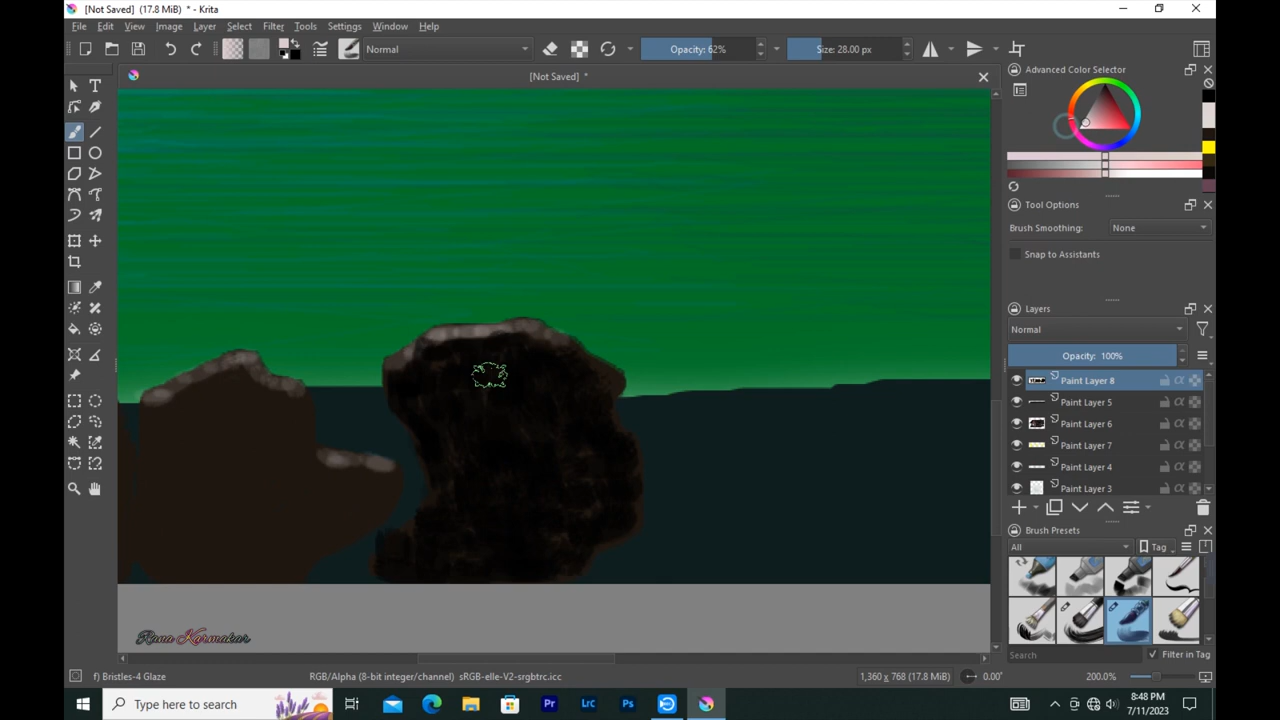 [Not Saved] (17.8 MiB) * - Krita
File Edit View Image Layer Select Filter Tools Settings Window Help
Normal
Opacity: 62%
Size: 28.00 px
[Not Saved] *
Advanced Color Selector
Tool Options
Brush Smoothing: None
Snap to Assistants
Layers
Normal
Opacity: 100%
Paint Layer 8
Paint Layer 5
Paint Layer 6
Paint Layer 7
Paint Layer 4
Paint Layer 3
Brush Presets
All
Tag
Rana Karmakar
Search
Filter in Tag
f) Bristles-4 Glaze
RGB/Alpha (8-bit integer/channel) sRGB-elle-V2-srgbtrc.icc
1,360 x 768 (17.8 MiB)
0.00°
200.0%
Type here to search
Pr
Lrc
Ps
8:48 PM
7/11/2023